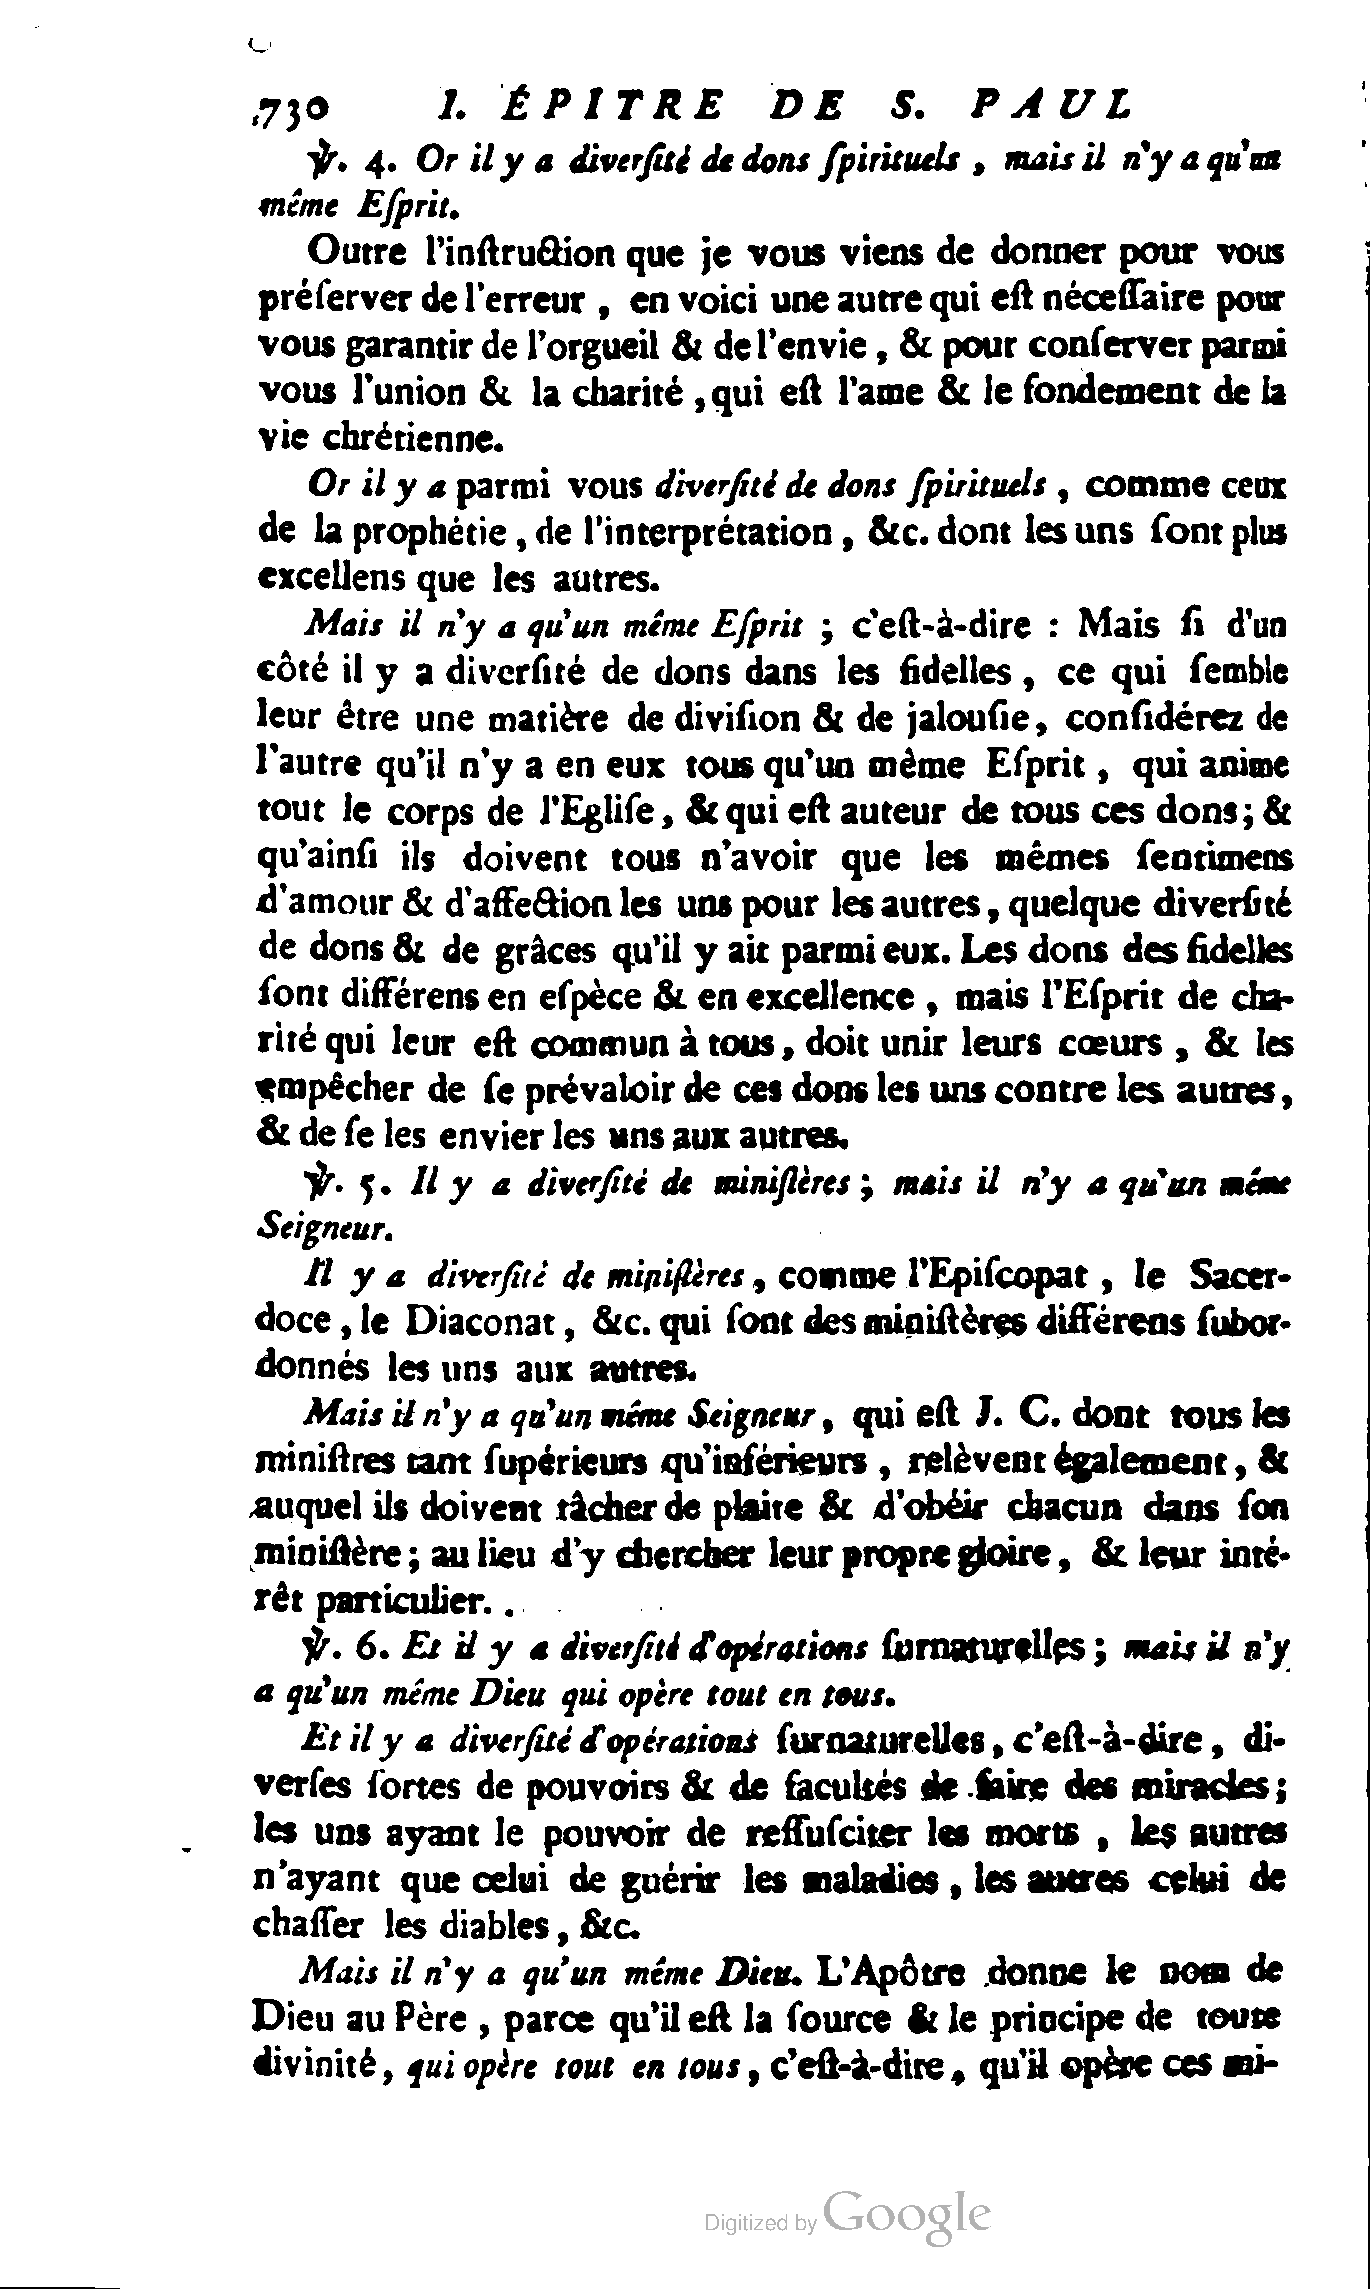 730 I. ÉPITRE DE S. PAUL
℣. 4. Or il y a diverſité de dons ſpirituels , mais il n'y a qu'un
même Eſprit.
Outre l'inſtruction que je vous viens de donner pour vous
préſerver de l'erreur , en voici une autre qui eſt néceſſaire pour
vous garantir de l'orgueil & de l'envie , & pour conſerver parmi
vous l'union & la charité , qui eſt l'ame & le fondement de la
vie chrétienne.
Or il y a parmi vous diverſité de dons ſpirituels , comme ceux
de la prophétie , de l'interprétation , &c. dont les uns ſont plus
excellens que les autres.
Mais il n'y a qu'un même Eſprit ; c'eſt-à-dire : Mais ſi d'un
côté il y a diverſité de dons dans les fidelles , ce qui ſemble
leur être une matière de diviſion & de jalouſie, conſidérez de
l'autre qu'il n'y a en eux tous qu'un même Eſprit , qui anime
tout le corps de l'Egliſe, & qui eſt auteur de tous ces dons; &
qu'ainſi ils doivent tous n'avoir que les mêmes ſentimens
d'amour & d'affection les uns pour les autres, quelque diverſité
de dons & de grâces qu'il y ait parmi eux. Les dons des fidelles
ſont différens en eſpèce & en excellence , mais l'Eſprit de cha-
rité qui leur eſt commun à tous, doit unir leurs cœurs , & les
empêcher de ſe prévaloir de ces dons les uns contre les autres,
& de ſe les envier les uns aux autres.
℣. 5. Il y a diverſité de miniſtères ; mais il n'y a qu'un même
Seigneur.
Il y a diverſité de miniſtères, comme l'Epiſcopat , le Sacer-
doce , le Diaconat , &c. qui ſont des miniſtères différens ſubor-
donnés les uns aux autres.
Mais il n'y a qu'un même Seigneur, qui eſt J. C. dont tous les
miniſtres tant ſupérieurs qu'inférieurs , relèvent également, &
auquel ils doivent tâcher de plaire & d'obéir chacun dans ſon
miniſtère ; au lieu d'y chercher leur propre gloire, & leur inté-
rêt particulier.
℣. 6. Et il y a diverſité d'opérations ſurnaturelles ; mais il n'y
a qu'un même Dieu qui opère tout en tous.
Et il y a diverſité d'opérations ſurnaturelles, c'eſt-à-dire, di-
verſes ſortes de pouvoirs & de facultés de faire des miracles ;
les uns ayant le pouvoir de reſſuſciter les morts , les autres
n'ayant que celui de guérir les maladies , les autres celui de
chaſſer les diables, &c.
Mais il n'y a qu'un même Dieu. L'Apôtre donne le nom de
Dieu au Père , parce qu'il eſt la ſource & le principe de toute
divinité, qui opère tout en tous , c'eſt-à-dire, qu'il opère ces mi-
Digitized by Google